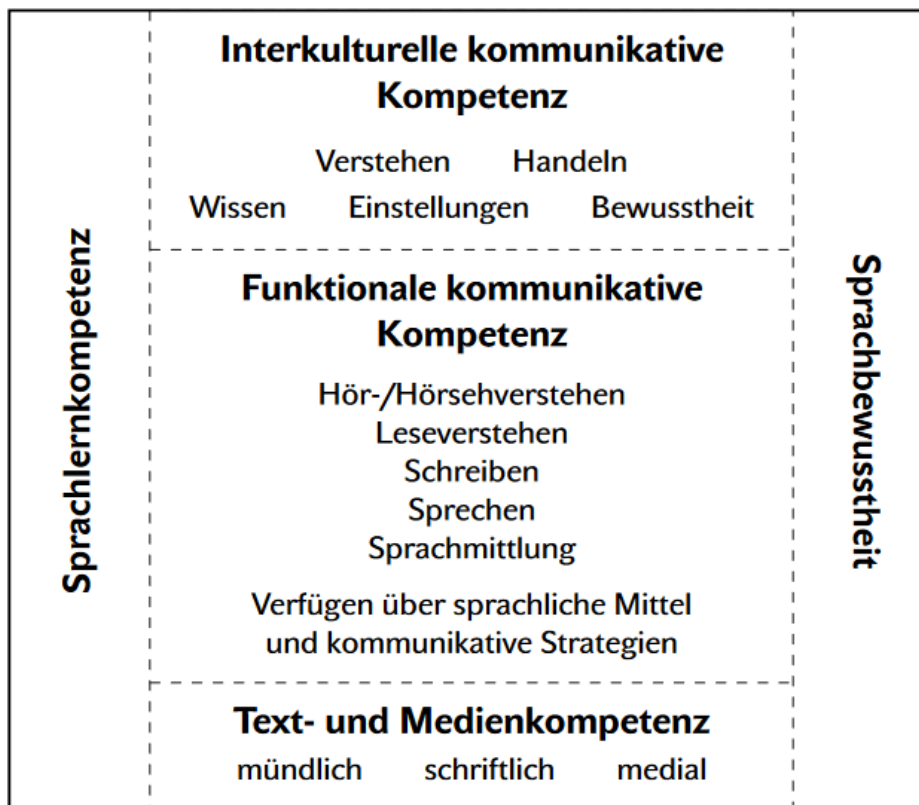 Interkulturelle kommunikative
Kompetenz
Verstehen Handeln
Wissen Einstellungen Bewusstheit
Sprachlernkompetenz
Funktionale kommunikative
Kompetenz
Hör-/Hörsehverstehen
Leseverstehen
Schreiben
Sprechen
Sprachmittlung
Verfügen über sprachliche Mittel
und kommunikative Strategien
Sprachbewusstheit
Text- und Medienkompetenz
mündlich schriftlich medial